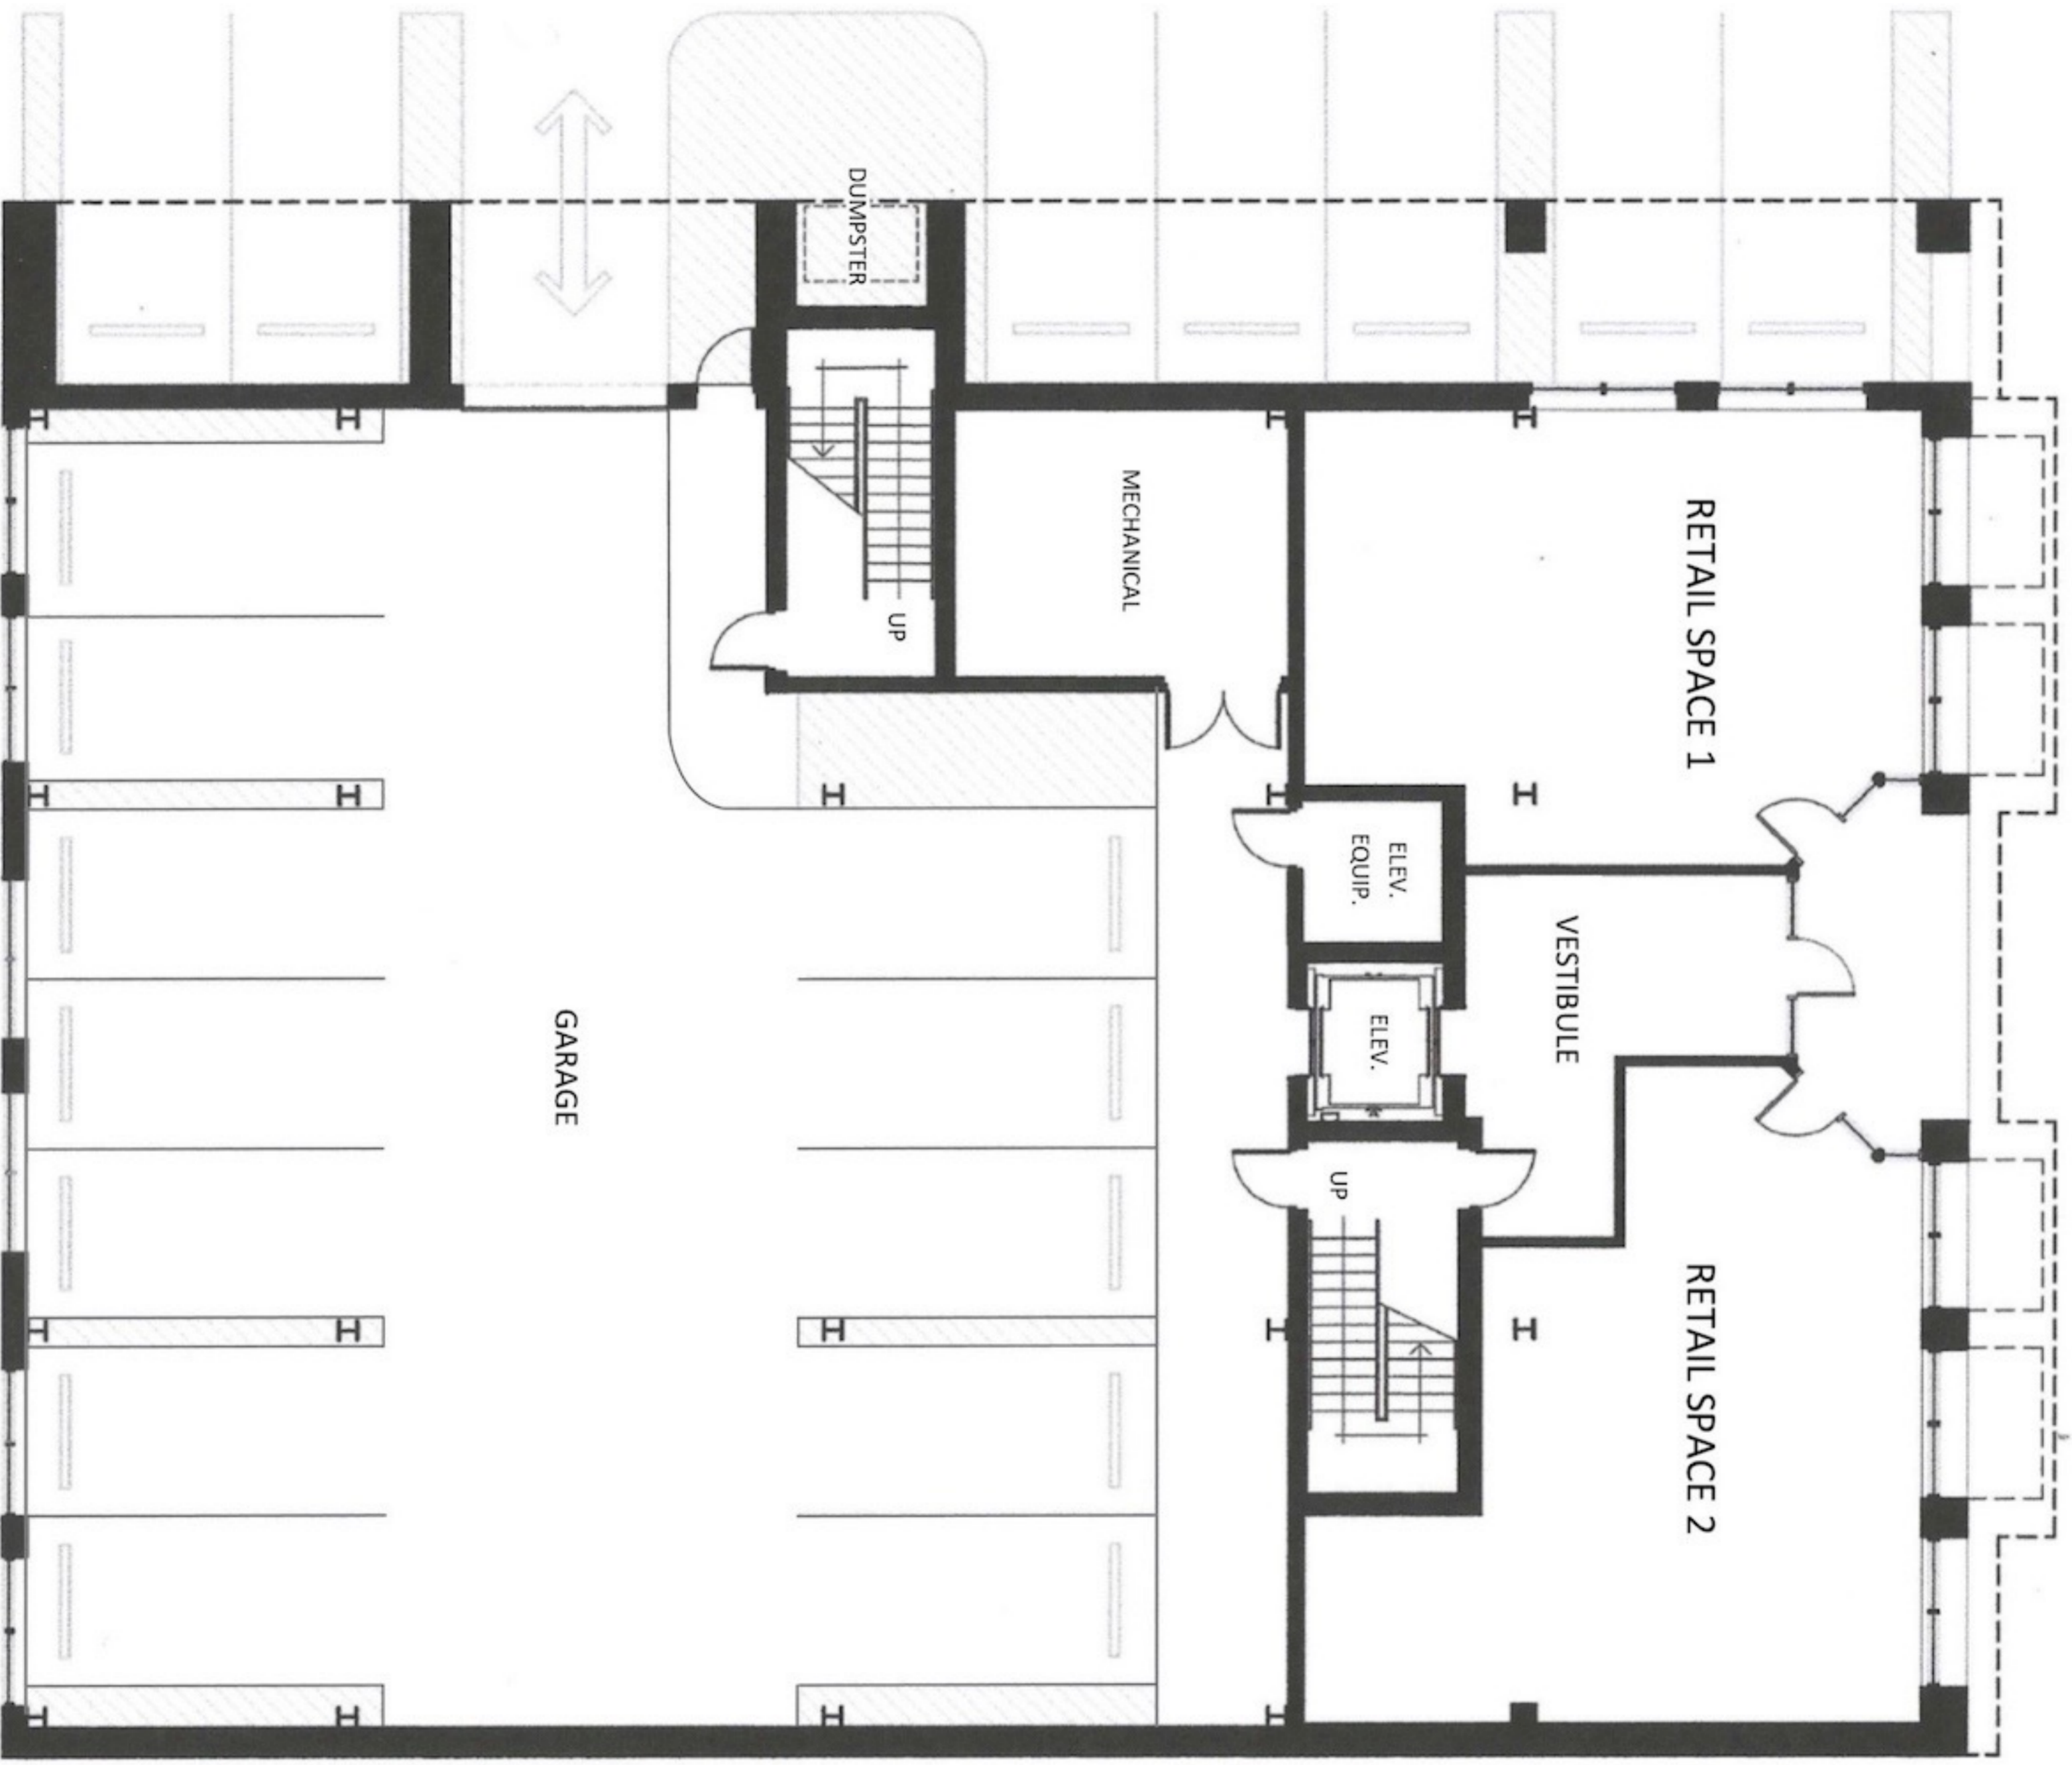 DUMPSTER
MECHANICAL
UP
RETAIL SPACE 1
ELEV.
EQUIP.
VESTIBULE
ELEV.
GARAGE
UP
RETAIL SPACE 2